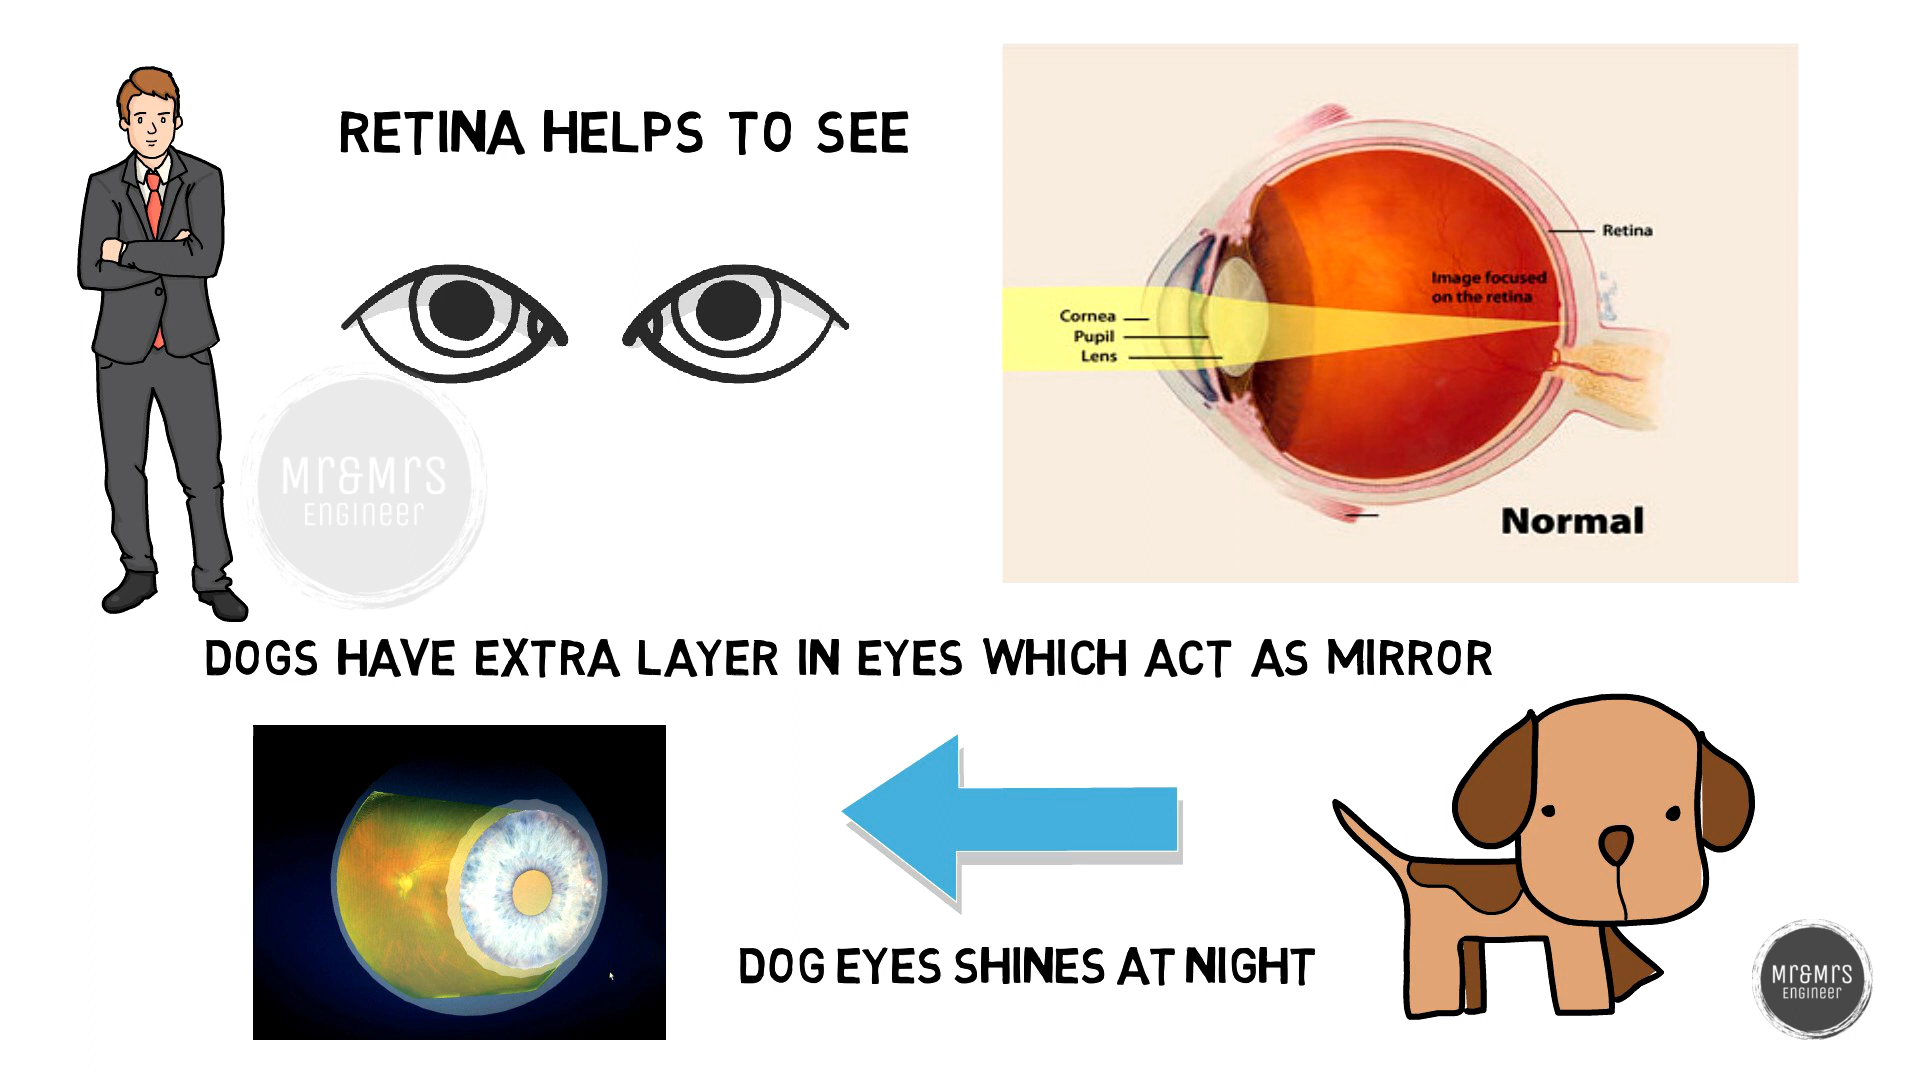 RETINA HELPS TO SEE
Retina
Image focused
on the retina
Cornea
Pupil
Lens
Normal
Mr&Mrs
Engineer
DOGS HAVE EXTRA LAYER IN EYES WHICH ACT AS MIRROR
DOG EYES SHINES AT NIGHT
Mr&Mrs
Engineer